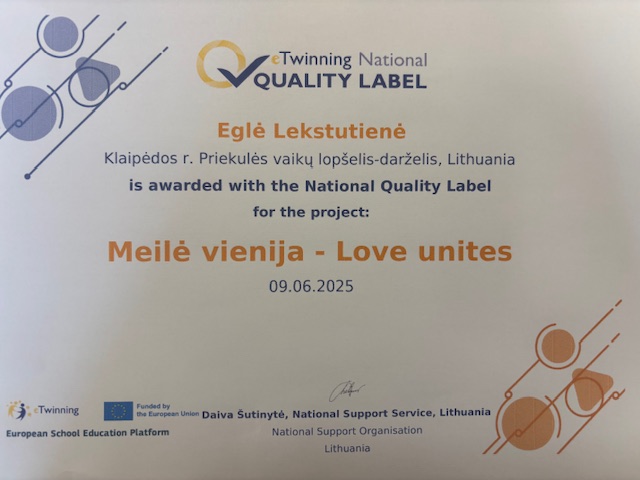 eTwinning National
QUALITY LABEL
Eglė Lekstutienė
Klaipėdos r. Priekulės vaikų lopšelis-darželis, Lithuania
is awarded with the National Quality Label
for the project:
Meilė vienija - Love unites
09.06.2025
eTwinning
Funded by
the European Union
European School Education Platform
Daiva Šutinytė, National Support Service, Lithuania
National Support Organisation
Lithuania